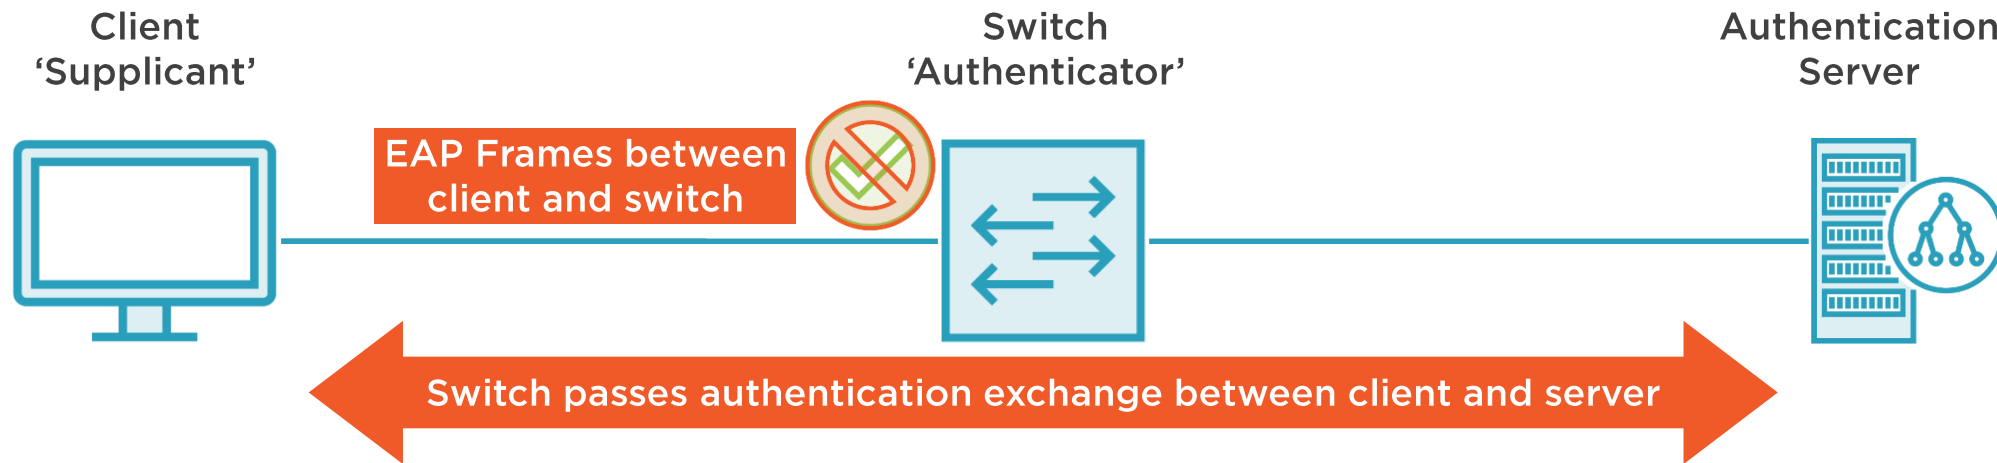 Client
‘Supplicant’
Switch
‘Authenticator’
Authentication
Server
EAP Frames between
client and switch
Switch passes authentication exchange between client and server